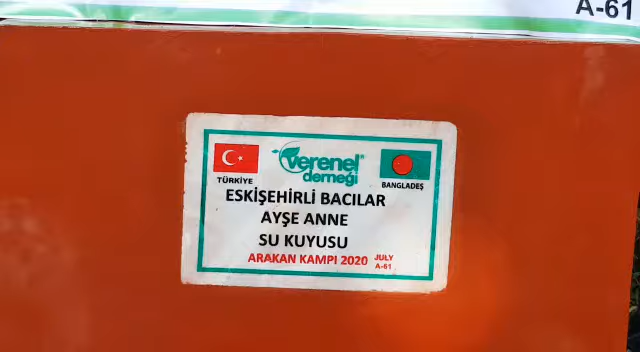 A-61
verenel®
derneği
TÜRKİYE
BANGLADEŞ
ESKİŞEHİRLİ BACILAR
AYŞE ANNE
SU KUYUSU
ARAKAN KAMPI 2020 JULY
A-61